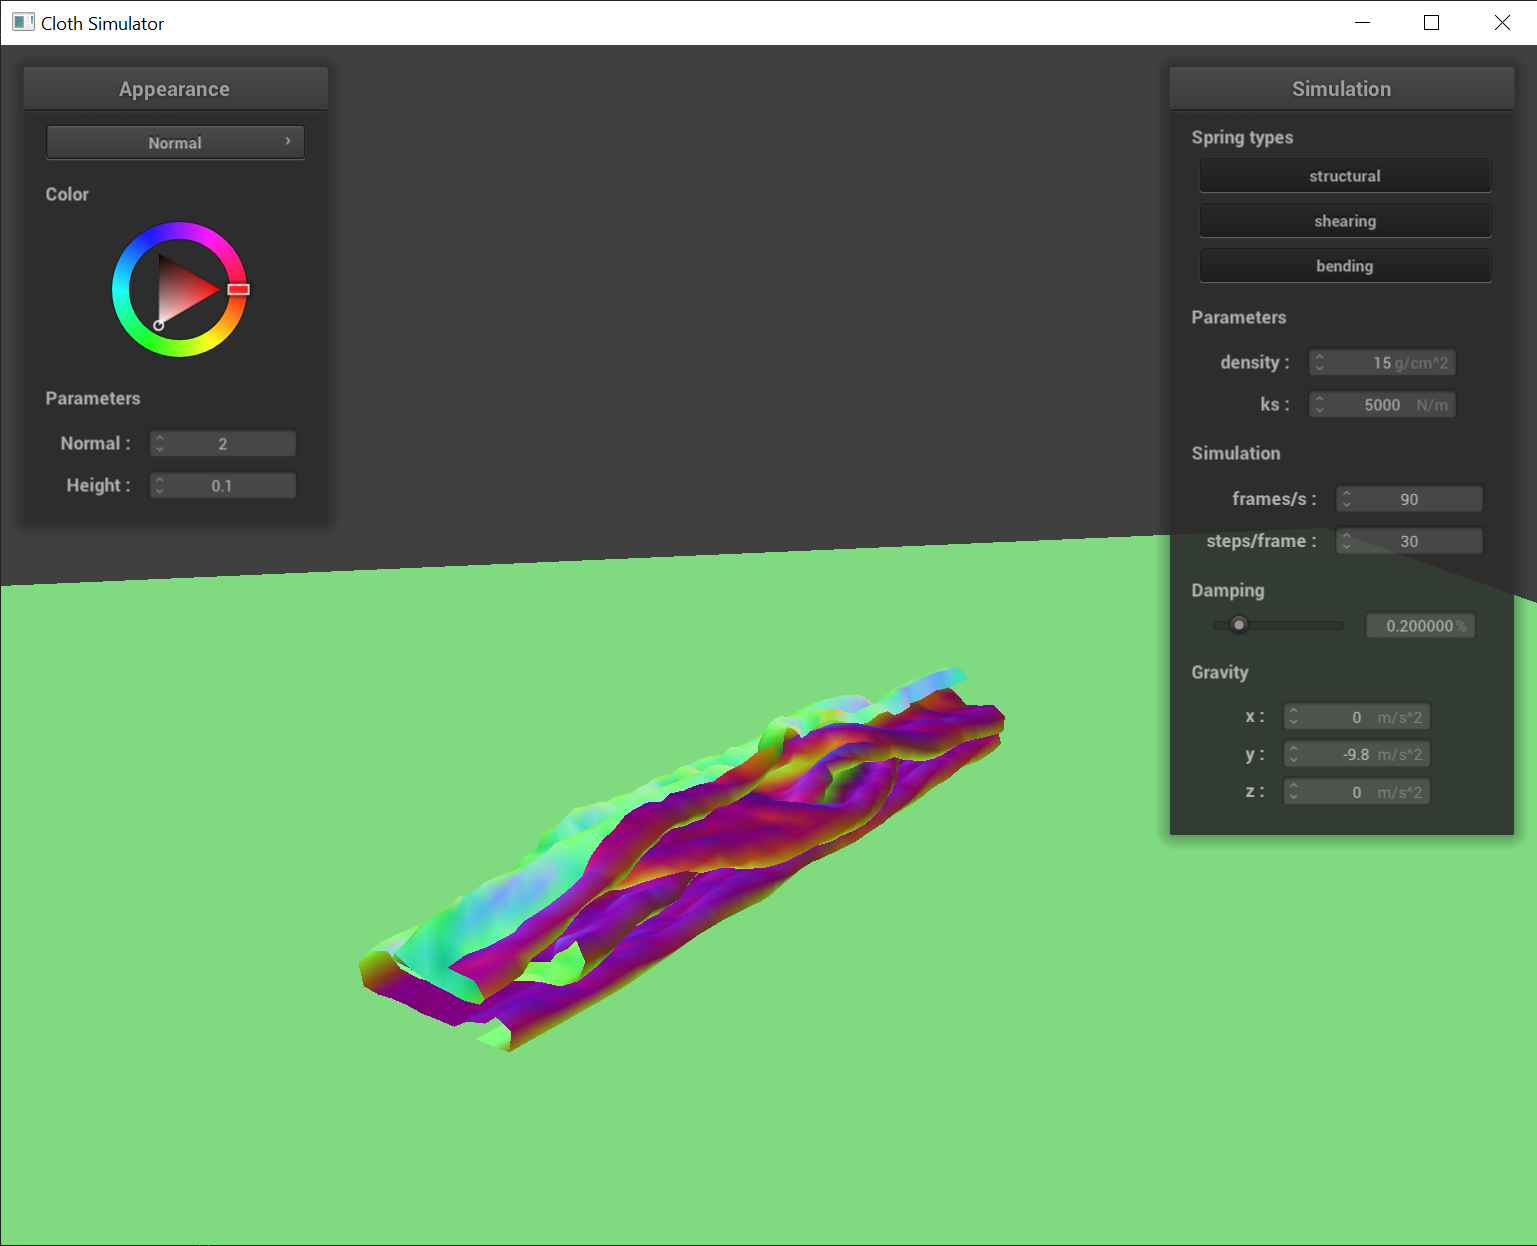 Cloth Simulator
Appearance
Normal
Color
Parameters
Normal :
2
Height :
0.1
Simulation
Spring types
structural
shearing
bending
Parameters
density :
15 g/cm^2
ks :
5000 N/m
Simulation
frames/s :
90
steps/frame :
30
Damping
0.200000 %
Gravity
x :
0 m/s^2
y :
-9.8 m/s^2
z :
0 m/s^2